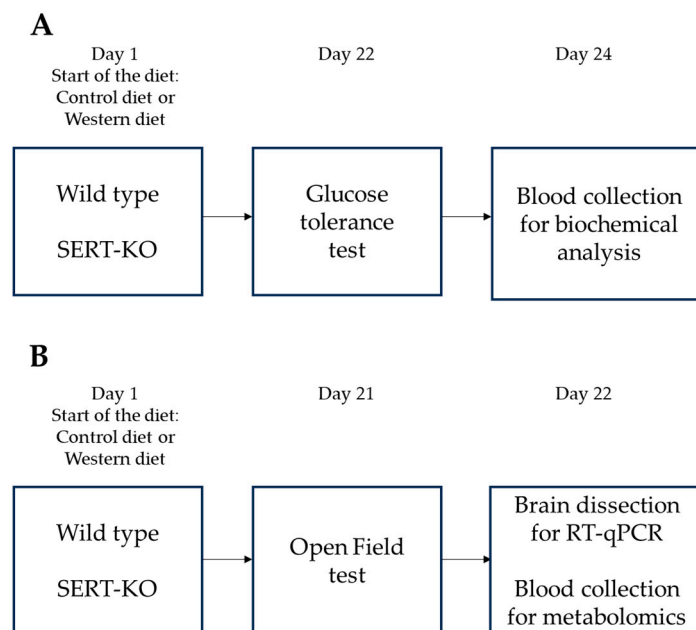 A
Day 1
Start of the diet:
Control diet or
Western diet
Day 22
Day 24
Wild type
SERT-KO
Glucose
tolerance
test
Blood collection
for biochemical
analysis
B
Day 1
Start of the diet:
Control diet or
Western diet
Day 21
Day 22
Wild type
SERT-KO
Open Field
test
Brain dissection
for RT-qPCR
Blood collection
for metabolomics